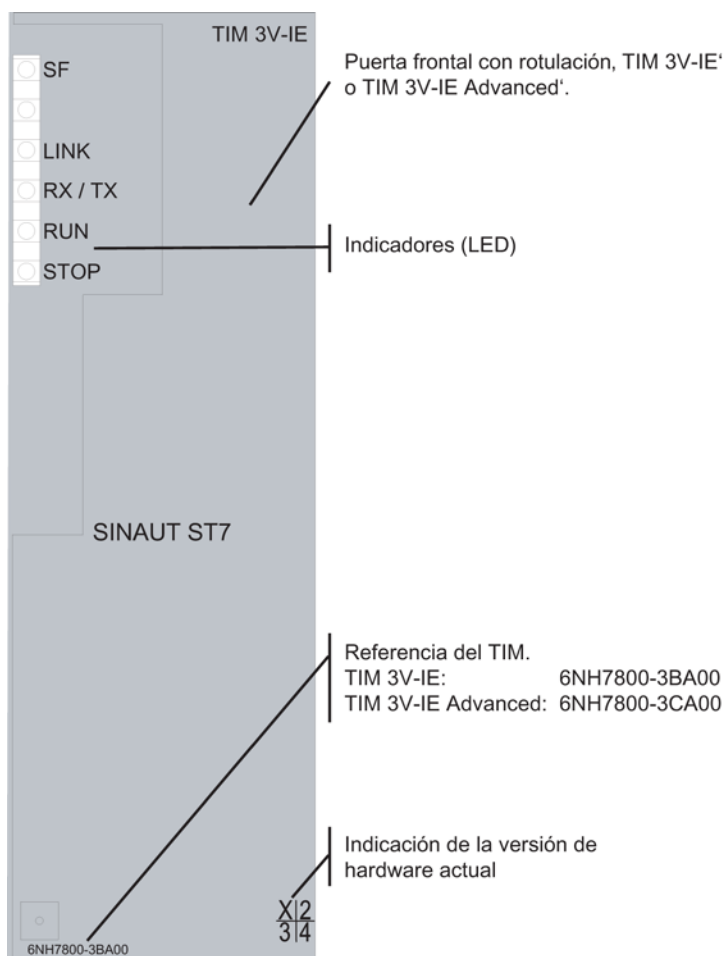 TIM 3V-IE
SF
LINK
RX / TX
RUN
STOP
Puerta frontal con rotulación, TIM 3V-IE‘
o TIM 3V-IE Advanced‘.
Indicadores (LED)
SINAUT ST7
Referencia del TIM.
TIM 3V-IE: 6NH7800-3BA00
TIM 3V-IE Advanced: 6NH7800-3CA00
Indicación de la versión de
hardware actual
X 2
3 4
6NH7800-3BA00